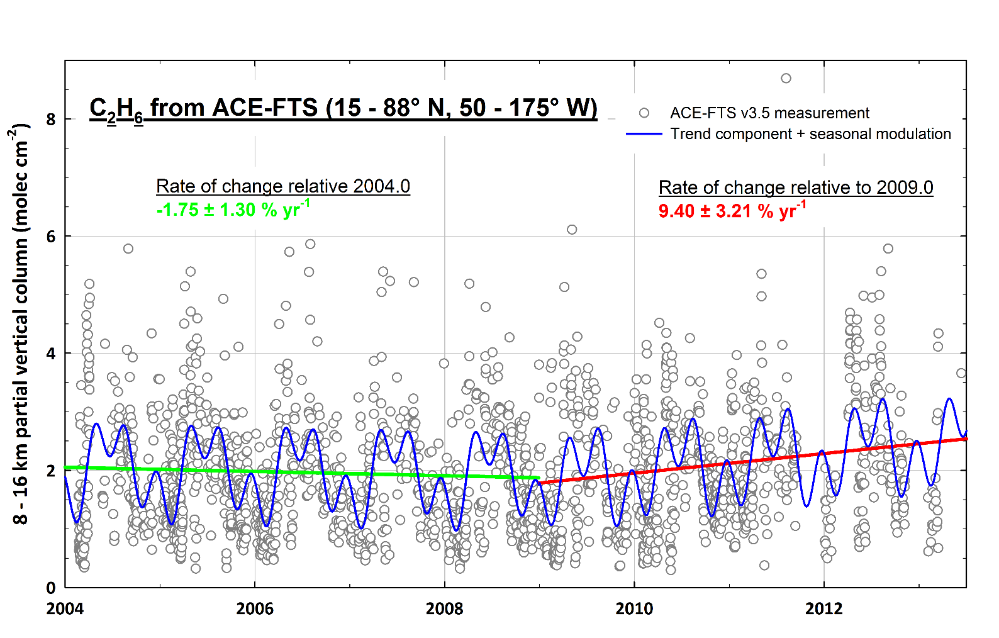 C₂H₆ from ACE-FTS (15 - 88° N, 50 - 175° W)
ACE-FTS v3.5 measurement
Trend component + seasonal modulation
Rate of change relative 2004.0
-1.75 ± 1.30 % yr⁻¹
Rate of change relative to 2009.0
9.40 ± 3.21 % yr⁻¹
8 - 16 km partial vertical column (molec cm⁻²)
8
6
4
2
0
2004
2006
2008
2010
2012